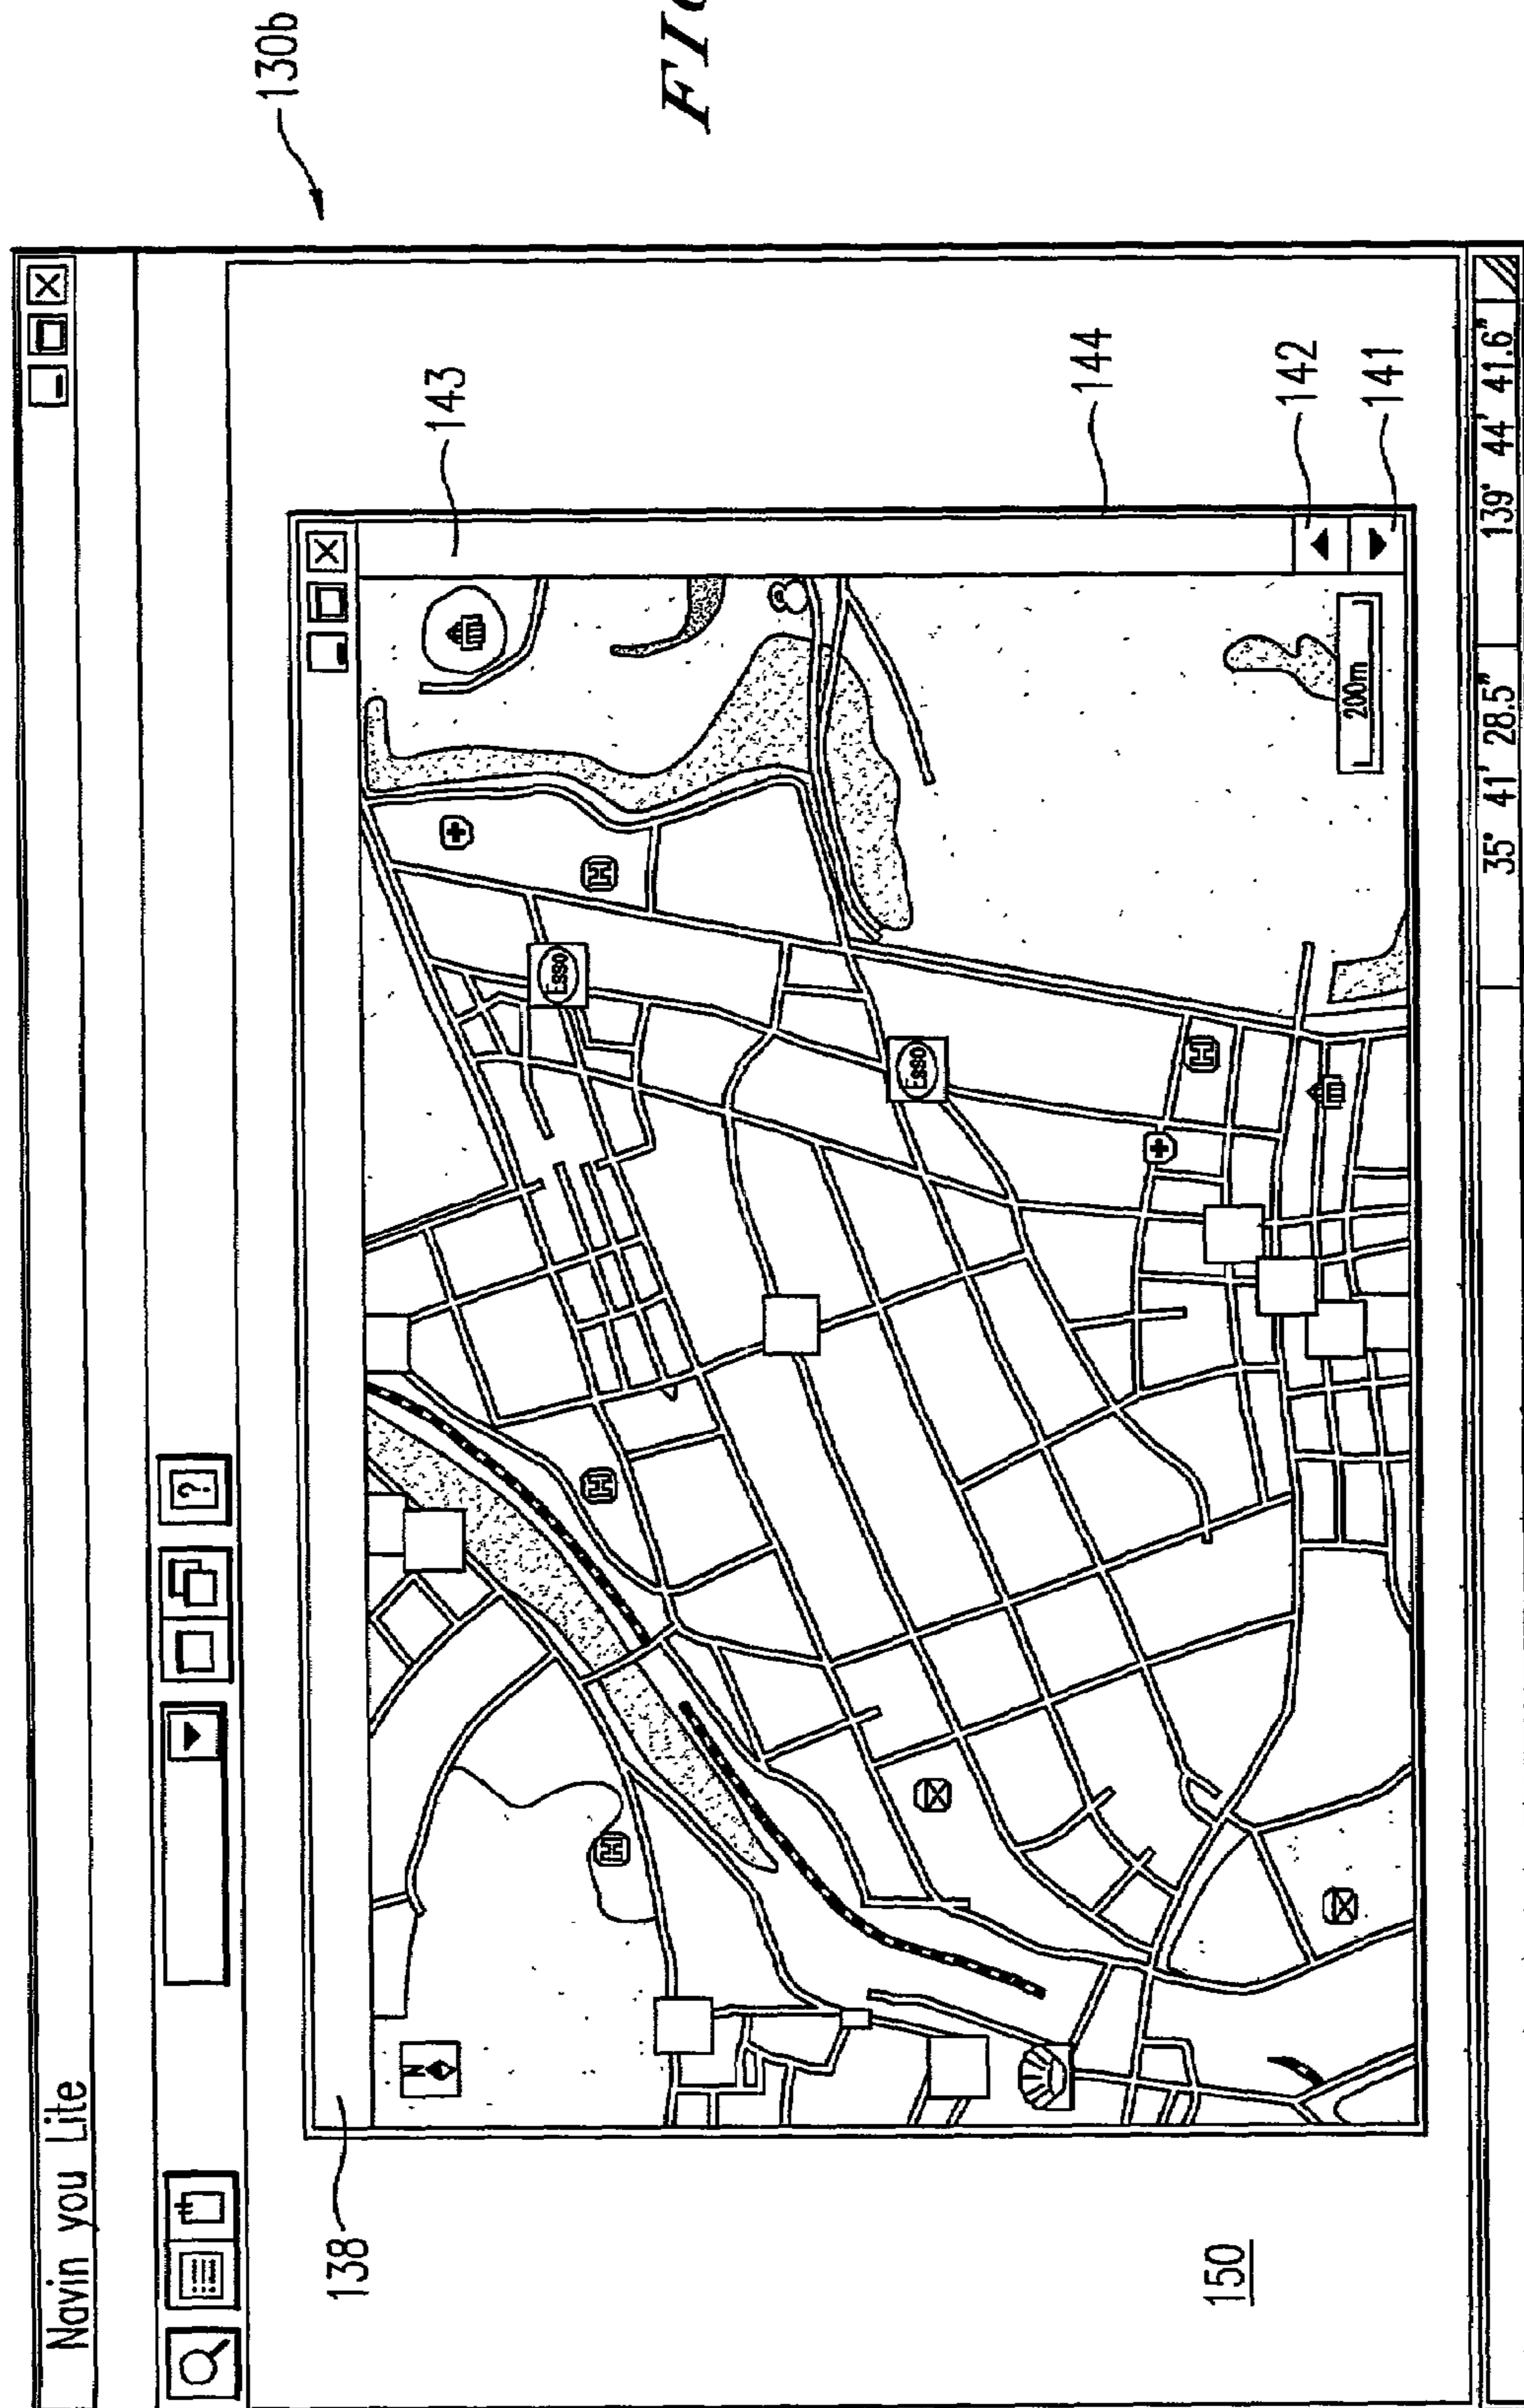 Navin you Lite
?
130b
FIG
138
143
N
H
H
H
H
Esso
Esso
144
142
141
200m
150
35° 41' 28.5"
139° 44' 41.6"